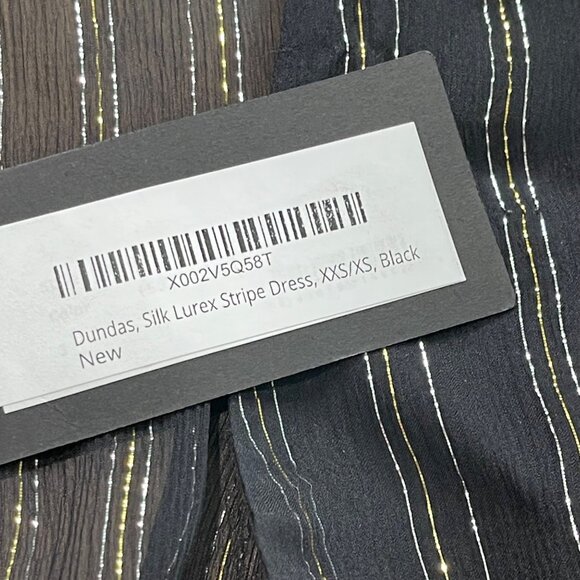 X002V5Q58T
Dundas, Silk Lurex Stripe Dress, XXS/XS, Black
New